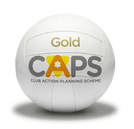 Gold
CAPS
CLUB ACTION PLANNING SCHEME